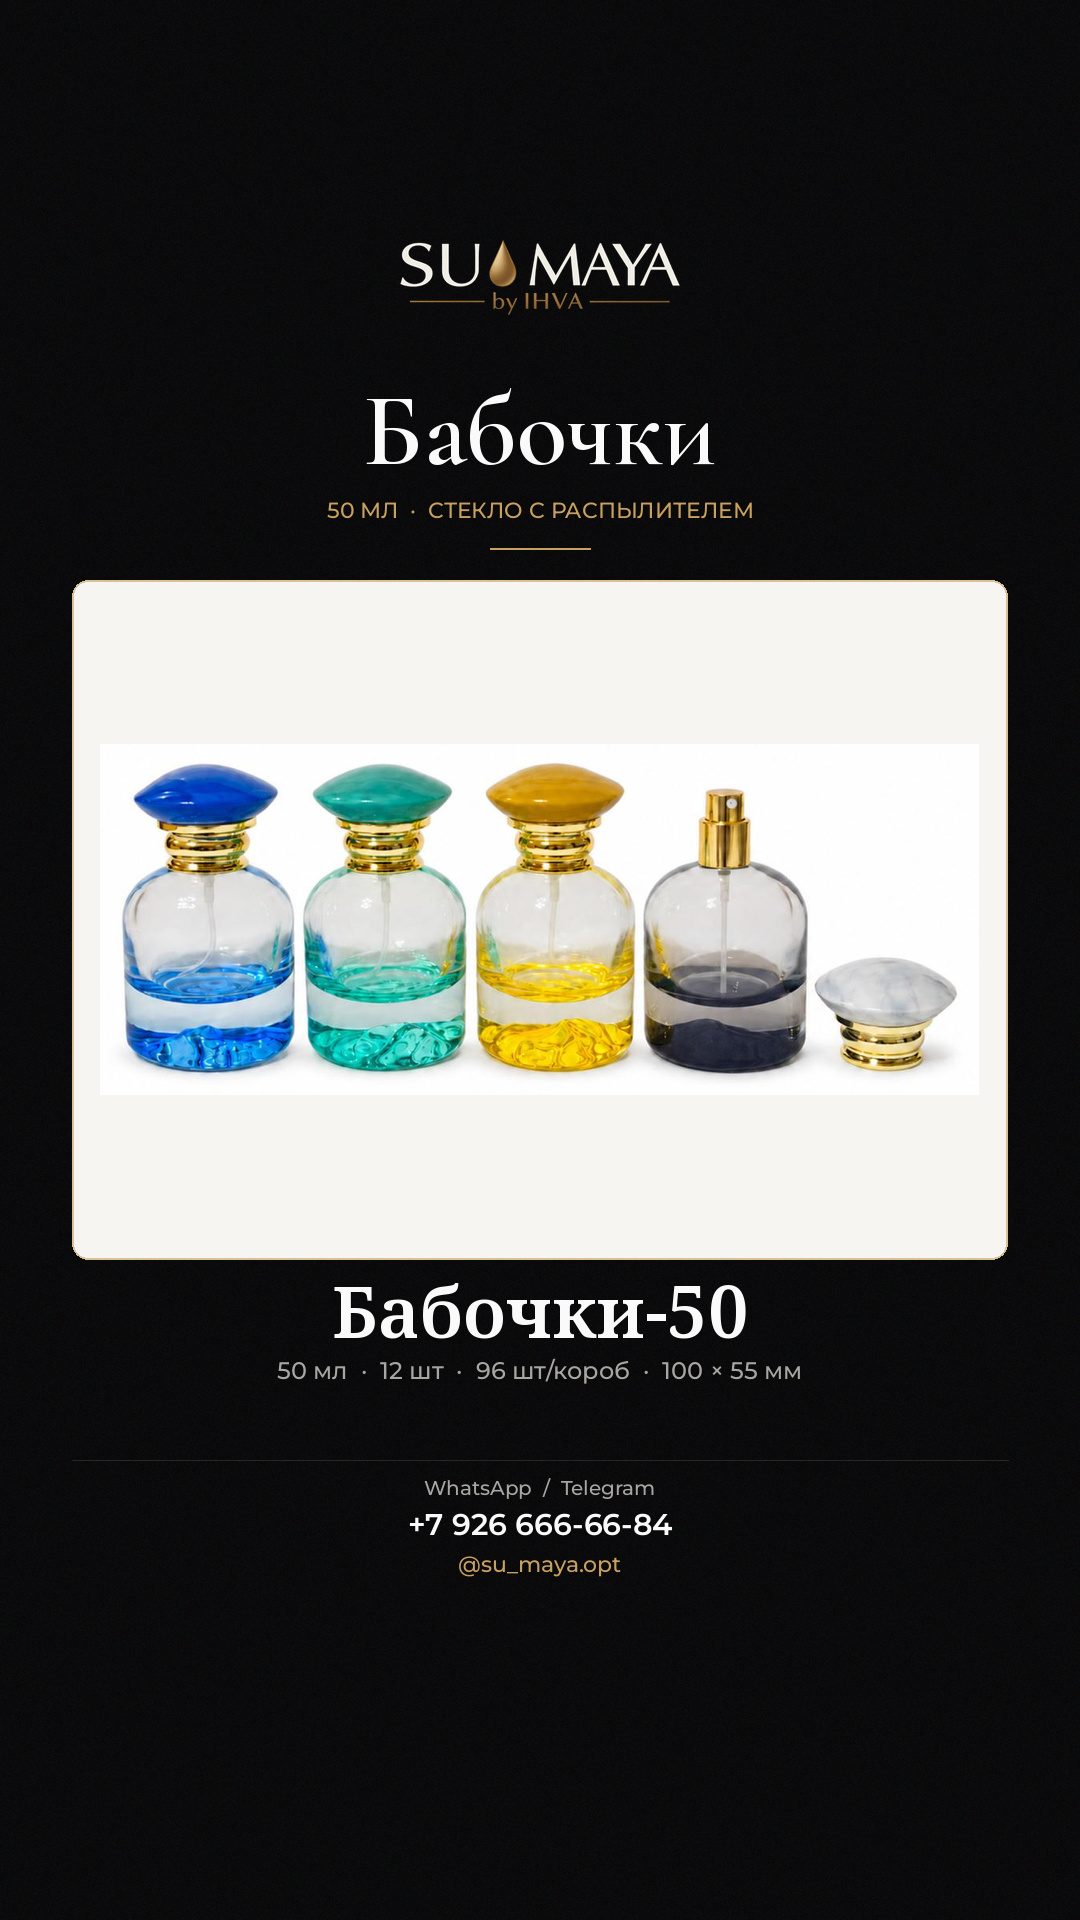 SU MAYA
by IHVA
Бабочки
50 МЛ · СТЕКЛО С РАСПЫЛИТЕЛЕМ
Бабочки-50
50 мл · 12 шт · 96 шт/короб · 100 × 55 мм
WhatsApp / Telegram
+7 926 666-66-84
@su_maya.opt